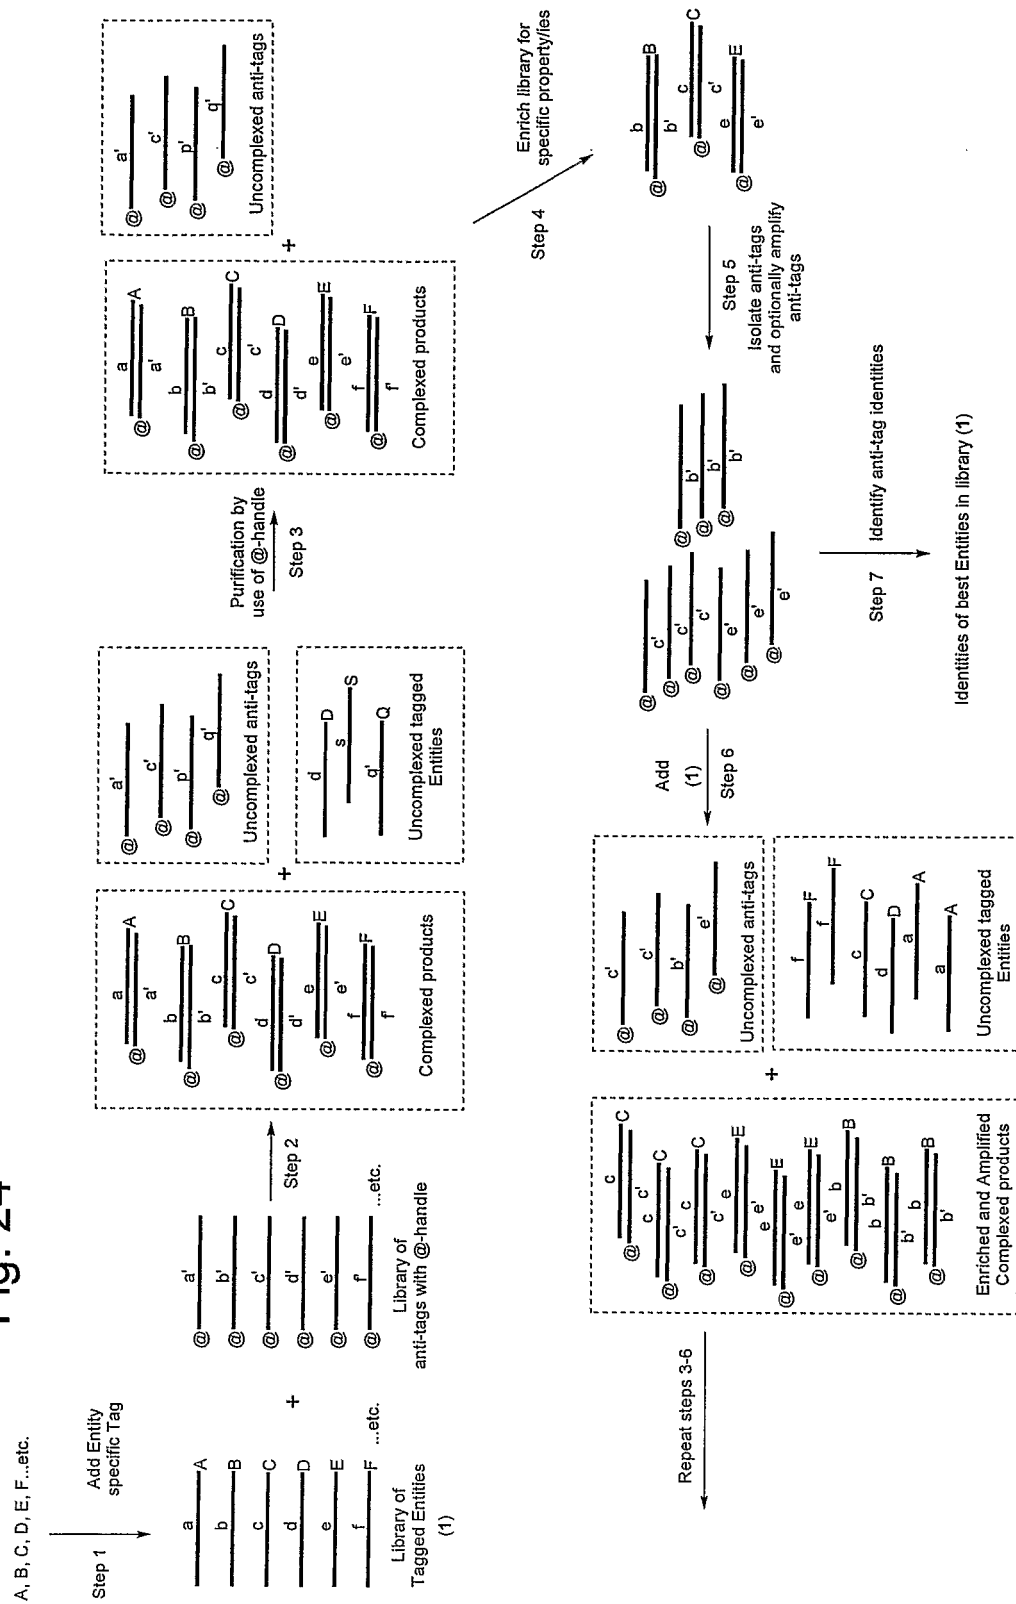 Fig. 24
A, B, C, D, E, F...etc.
Step 1
Add Entity
specific Tag
a A
b B
c C
d D
e E
f F ...etc.
Library of
Tagged Entities
(1)
+
@ a'
@ b'
@ c'
@ d'
@ e'
@ f ...etc.
Library of
anti-tags with @-handle
Step 2
a A
@ a'
b B
@ b'
c C
@ c'
d D
@ d'
e E
@ e'
f F
@ f'
Complexed products
+
@ a'
@ c'
@ p'
@ q'
Uncomplexed anti-tags
d D
s S
q' Q
Uncomplexed tagged
Entities
Purification by
use of @-handle
Step 3
a A
@ a'
b B
@ b'
c C
@ c'
d D
@ d'
e E
@ e'
f F
@ f'
Complexed products
+
@ a'
@ c'
@ p'
@ q'
Uncomplexed anti-tags
Step 4
Enrich library for
specific property/ies
b B
@ b'
c C
@ c'
e E
@ e'
Step 5
Isolate anti-tags
and optionally amplify
anti-tags
@ c'
@ c'
@ c'
@ e'
@ e'
@ e'
@ b'
@ b'
@ b'
Step 7
Identify anti-tag identities
Identities of best Entities in library (1)
Add
(1)
Step 6
@ c'
@ c'
@ b'
@ e'
Uncomplexed anti-tags
f F
f F
c C
d D
a A
a A
Uncomplexed tagged
Entities
+
c C
@ c'
c C
@ c'
c C
@ c'
e E
@ e'
e E
@ e'
e E
@ e'
b B
@ b'
b B
@ b'
b B
@ b'
Enriched and Amplified
Complexed products
Repeat steps 3-6